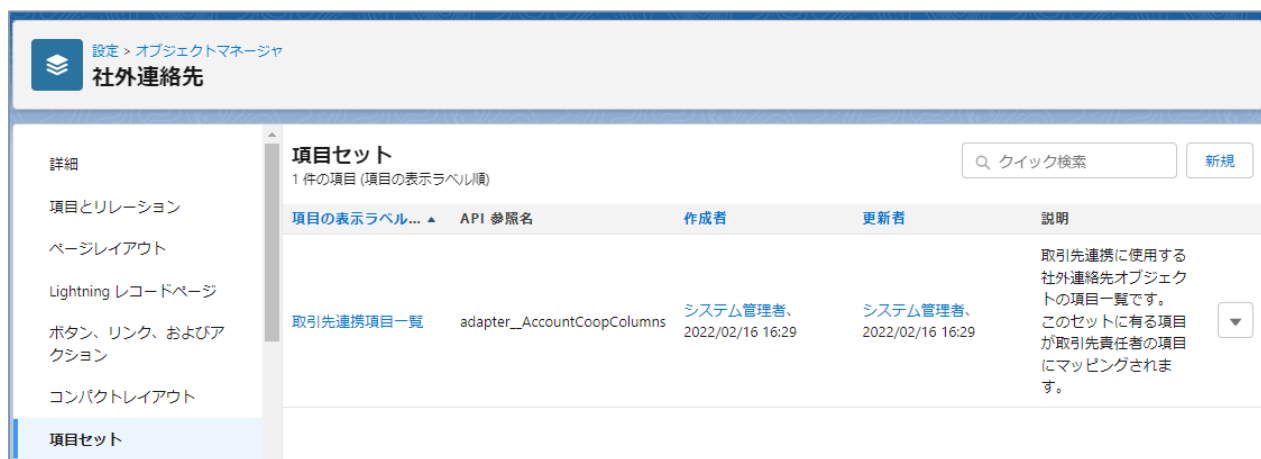 設定 > オブジェクトマネージャ
社外連絡先
詳細
項目とリレーション
ページレイアウト
Lightning レコードページ
ボタン、リンク、およびア
クション
コンパクトレイアウト
項目セット
項目セット
1 件の項目 (項目の表示ラベル順)
クイック検索
新規
項目の表示ラベル... ▲ API 参照名 作成者 更新者 説明
取引先連携項目一覧 adapter__AccountCoopColumns
システム管理者、
2022/02/16 16:29
システム管理者、
2022/02/16 16:29
取引先連携に使用する
社外連絡先オブジェク
トの項目一覧です。
このセットに有る項目
が取引先責任者の項目
にマッピングされま
す。